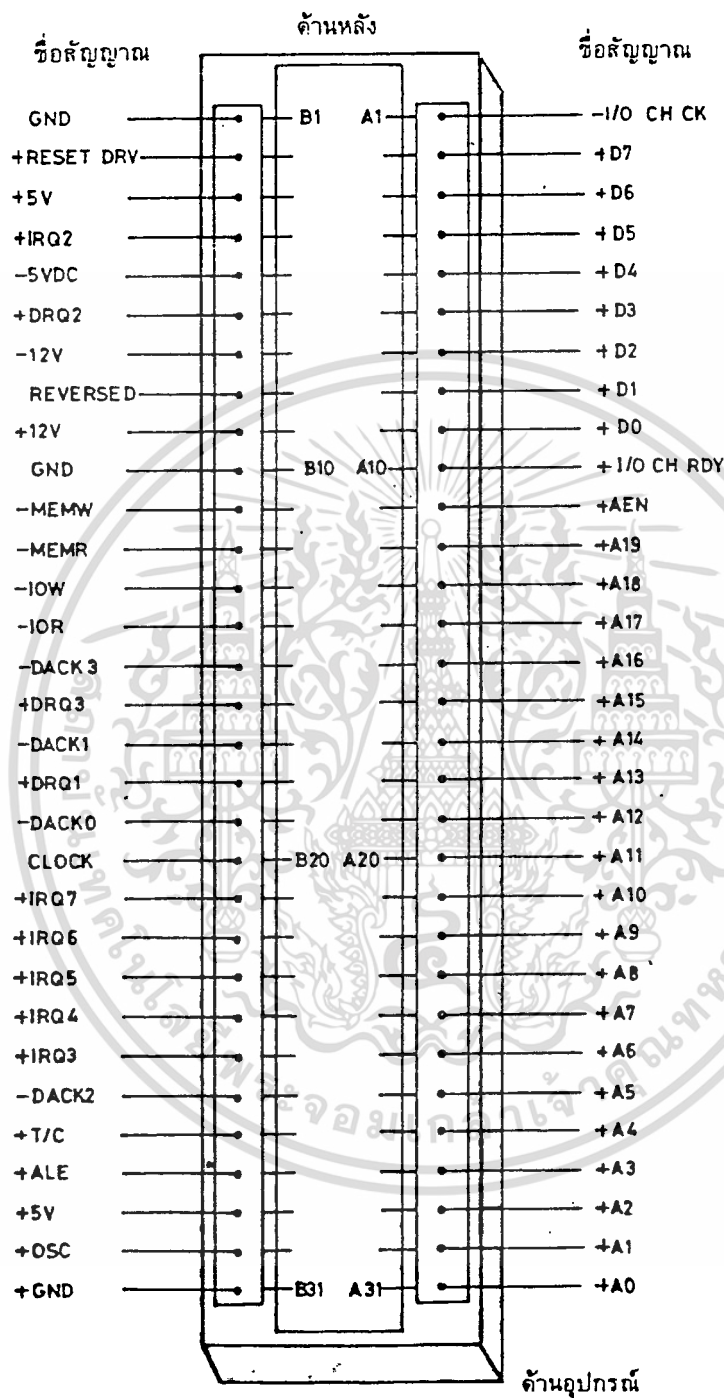 ด้านหลัง
ชื่อสัญญาณ ชื่อสัญญาณ
GND B1 A1 -I/O CH CK
+RESET DRV +D7
+5V +D6
+IRQ2 +D5
-5VDC +D4
+DRQ2 +D3
-12V +D2
REVERSED +D1
+12V +D0
GND B10 A10 +I/O CH RDY
-MEMW +AEN
-MEMR +A19
-IOW +A18
-IOR +A17
-DACK3 +A16
+DRQ3 +A15
-DACK1 +A14
+DRQ1 +A13
-DACK0 +A12
CLOCK B20 A20 +A11
+IRQ7 +A10
+IRQ6 +A9
+IRQ5 +A8
+IRQ4 +A7
+IRQ3 +A6
-DACK2 +A5
+T/C +A4
+ALE +A3
+5V +A2
+OSC +A1
+GND B31 A31 +A0
ด้านอุปกรณ์